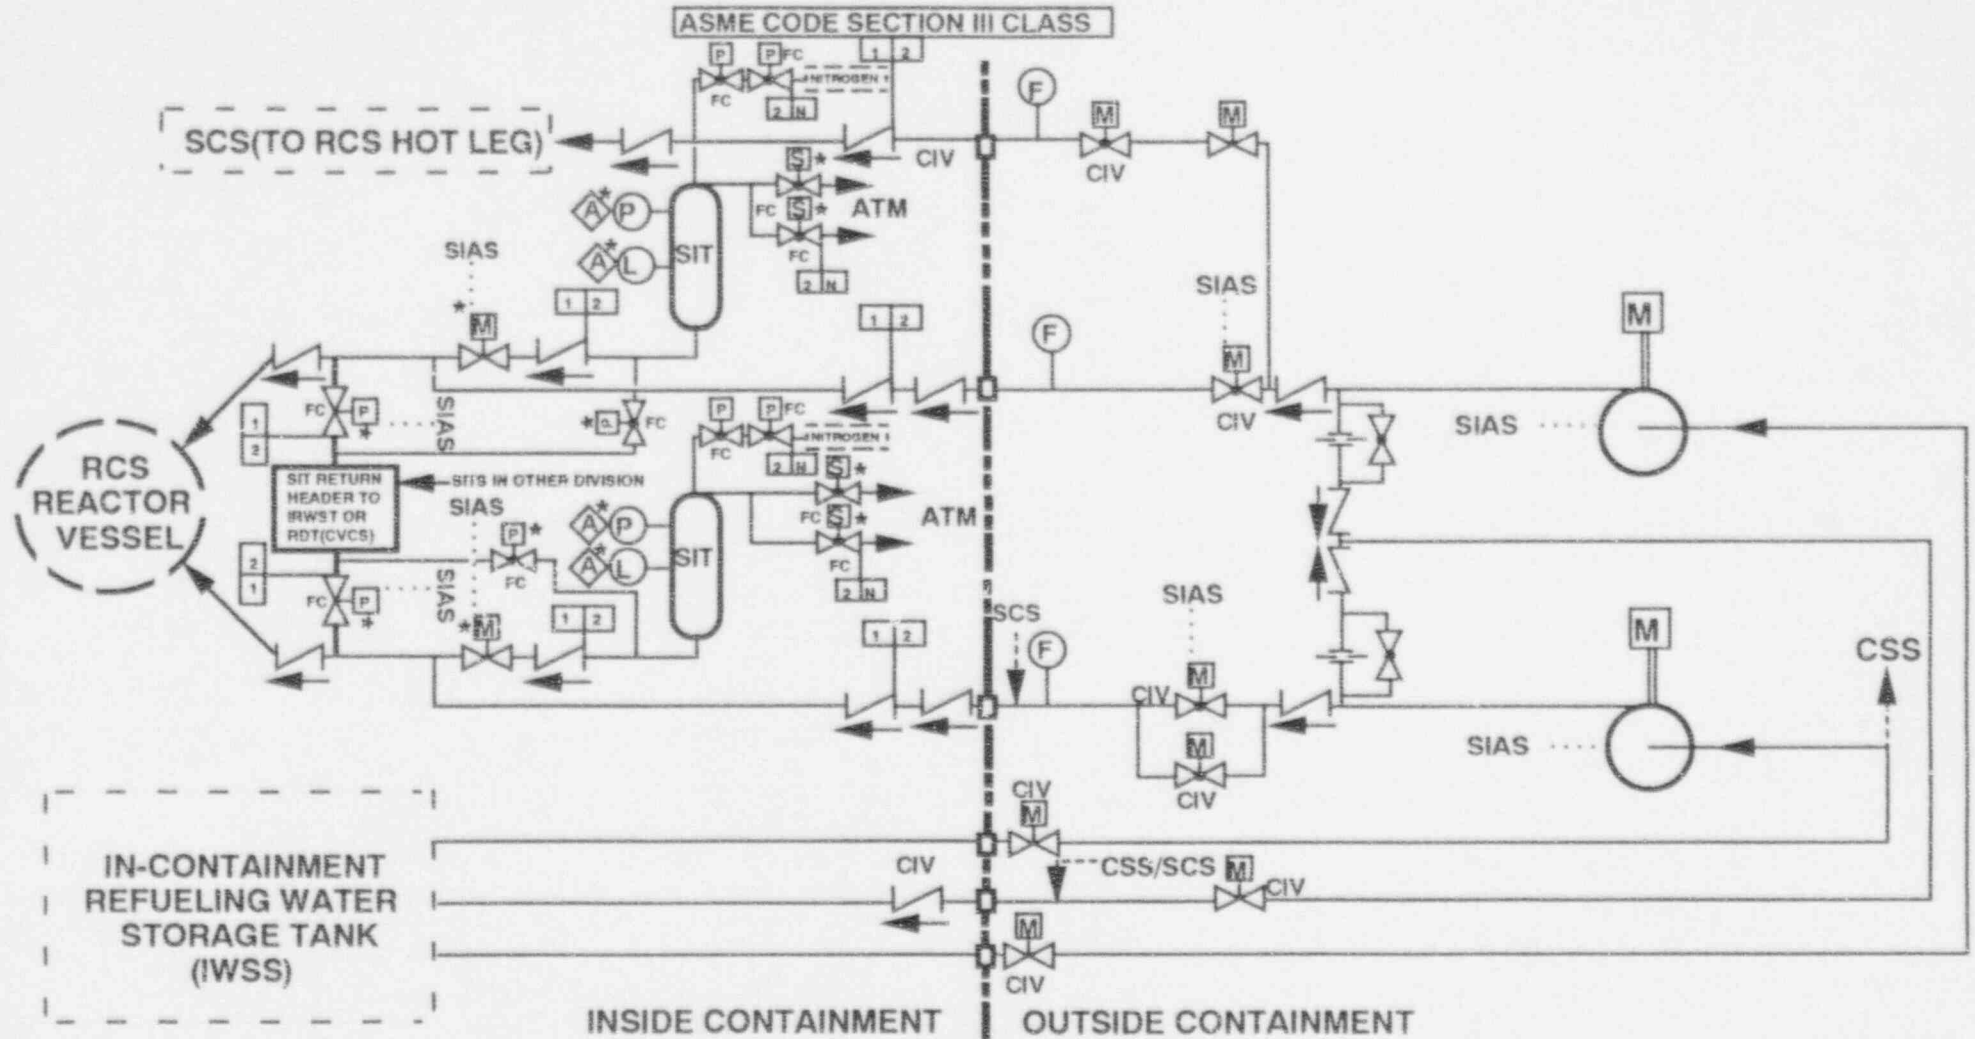 ASME CODE SECTION III CLASS
1 2
P P FC
FC
NITROGEN
2 N
F
M M
SCS(TO RCS HOT LEG)
CIV
CIV
S *
A * P
FC S *
ATM
FC
A * L
SIT
2 N
SIAS
* M
1 2
1 2
F
SIAS
M
CIV
M
SIAS
FC P *
SIAS
* P FC
P P FC
FC
NITROGEN
2 N
1
2
RCS
REACTOR
VESSEL
SIT RETURN
HEADER TO
IRWST OR
RDT(CVCS)
SITS IN OTHER DIVISION
SIAS
P *
FC
A * P
A * L
SIT
S *
FC S *
FC
ATM
2 N
2
1
FC P *
SIAS
* M
1 2
1 2
SCS
F
SIAS
CIV M
M
CIV
M
SIAS
CSS
CIV
M
IN-CONTAINMENT
REFUELING WATER
STORAGE TANK
(IWSS)
CIV
CSS/SCS M
CIV
M
CIV
INSIDE CONTAINMENT
OUTSIDE CONTAINMENT